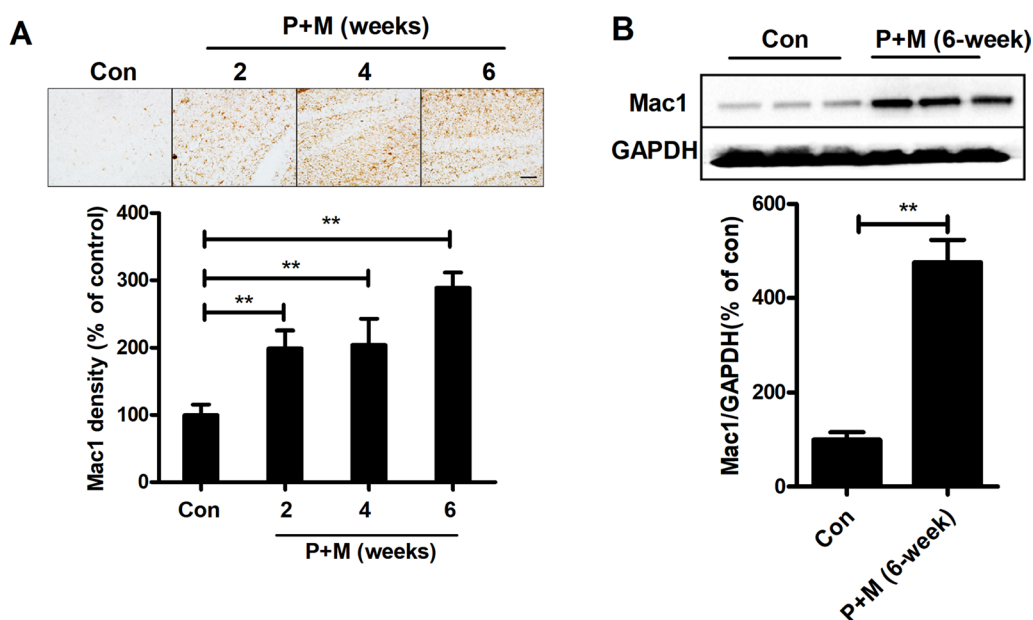 A
P+M (weeks)
Con 2 4 6
Mac1 density (% of control)
400
300
200
100
0
**
**
**
Con 2 4 6
P+M (weeks)
B
Con P+M (6-week)
Mac1
GAPDH
Mac1/GAPDH(% of con)
600
400
200
0
**
Con
P+M (6-week)